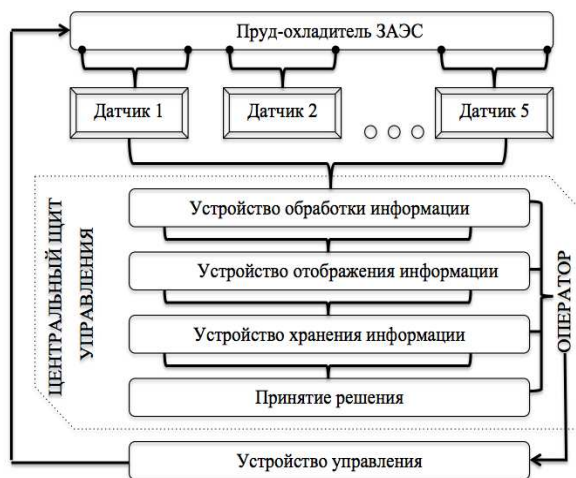 Пруд-охладитель ЗАЭС
Датчик 1
Датчик 2
Датчик 5
ЦЕНТРАЛЬНЫЙ ЩИТ
УПРАВЛЕНИЯ
Устройство обработки информации
Устройство отображения информации
Устройство хранения информации
Принятие решения
ОПЕРАТОР
Устройство управления